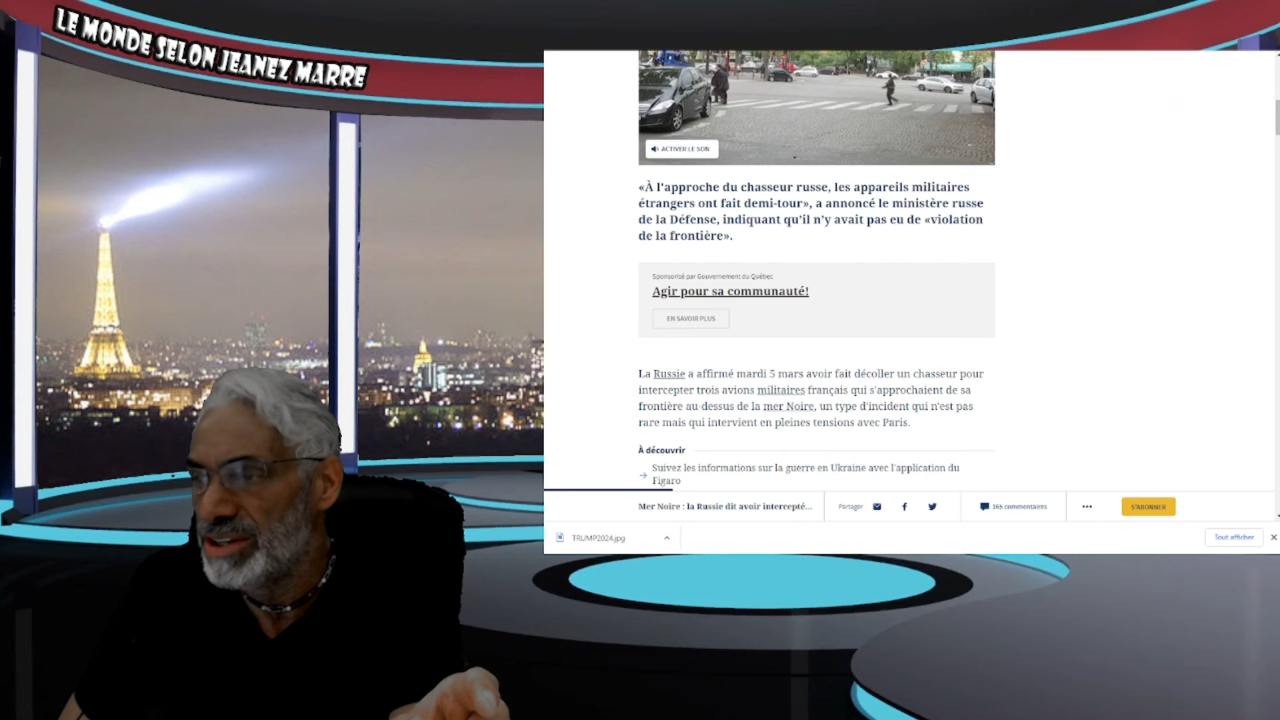 LE MONDE SELON JEANEZ MARRE
ACTIVER LE SON
«À l'approche du chasseur russe, les appareils militaires
étrangers ont fait demi-tour», a annoncé le ministère russe
de la Défense, indiquant qu'il n'y avait pas eu de «violation
de la frontière».
Sponsorisé par Gouvernement du Québec
Agir pour sa communauté!
EN SAVOIR PLUS
La Russie a affirmé mardi 5 mars avoir fait décoller un chasseur pour
intercepter trois avions militaires français qui s'approchaient de sa
frontière au-dessus de la mer Noire, un type d'incident qui n'est pas
rare mais qui intervient en pleines tensions avec Paris.
À découvrir
Suivez les informations sur la guerre en Ukraine avec l'application du
Figaro
Mer Noire : la Russie dit avoir intercepté...
Partager
165 commentaires
S'ABONNER
TRUMP2024.jpg
Tout afficher